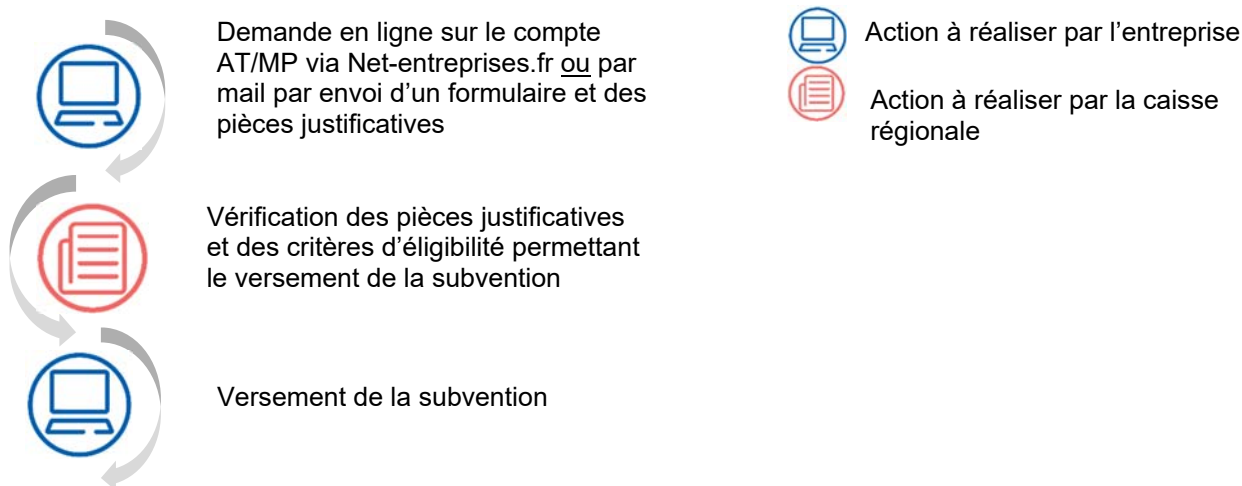 Demande en ligne sur le compte
AT/MP via Net-entreprises.fr ou par
mail par envoi d'un formulaire et des
pièces justificatives
Vérification des pièces justificatives
et des critères d'éligibilité permettant
le versement de la subvention
Versement de la subvention
Action à réaliser par l'entreprise
Action à réaliser par la caisse
régionale